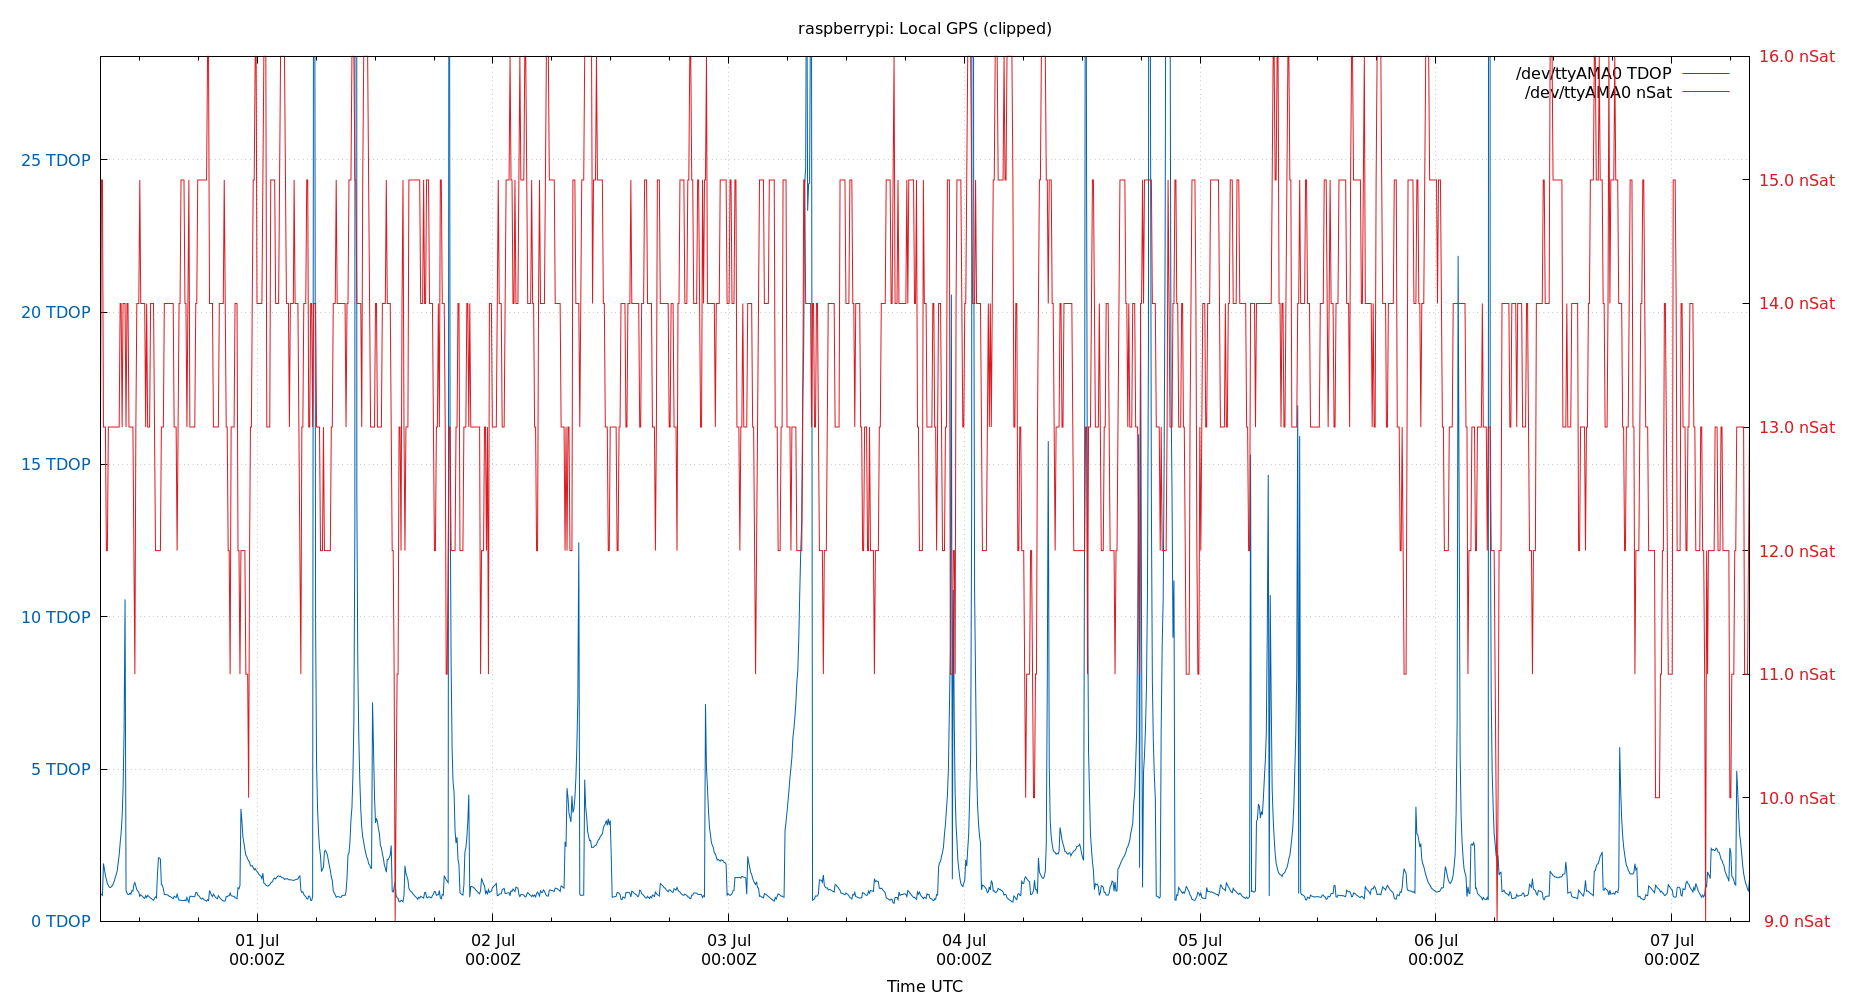 raspberrypi: Local GPS (clipped)
/dev/ttyAMA0 TDOP
/dev/ttyAMA0 nSat
25 TDOP
20 TDOP
15 TDOP
10 TDOP
5 TDOP
0 TDOP
16.0 nSat
15.0 nSat
14.0 nSat
13.0 nSat
12.0 nSat
11.0 nSat
10.0 nSat
9.0 nSat
01 Jul
00:00Z
02 Jul
00:00Z
03 Jul
00:00Z
04 Jul
00:00Z
05 Jul
00:00Z
06 Jul
00:00Z
07 Jul
00:00Z
Time UTC